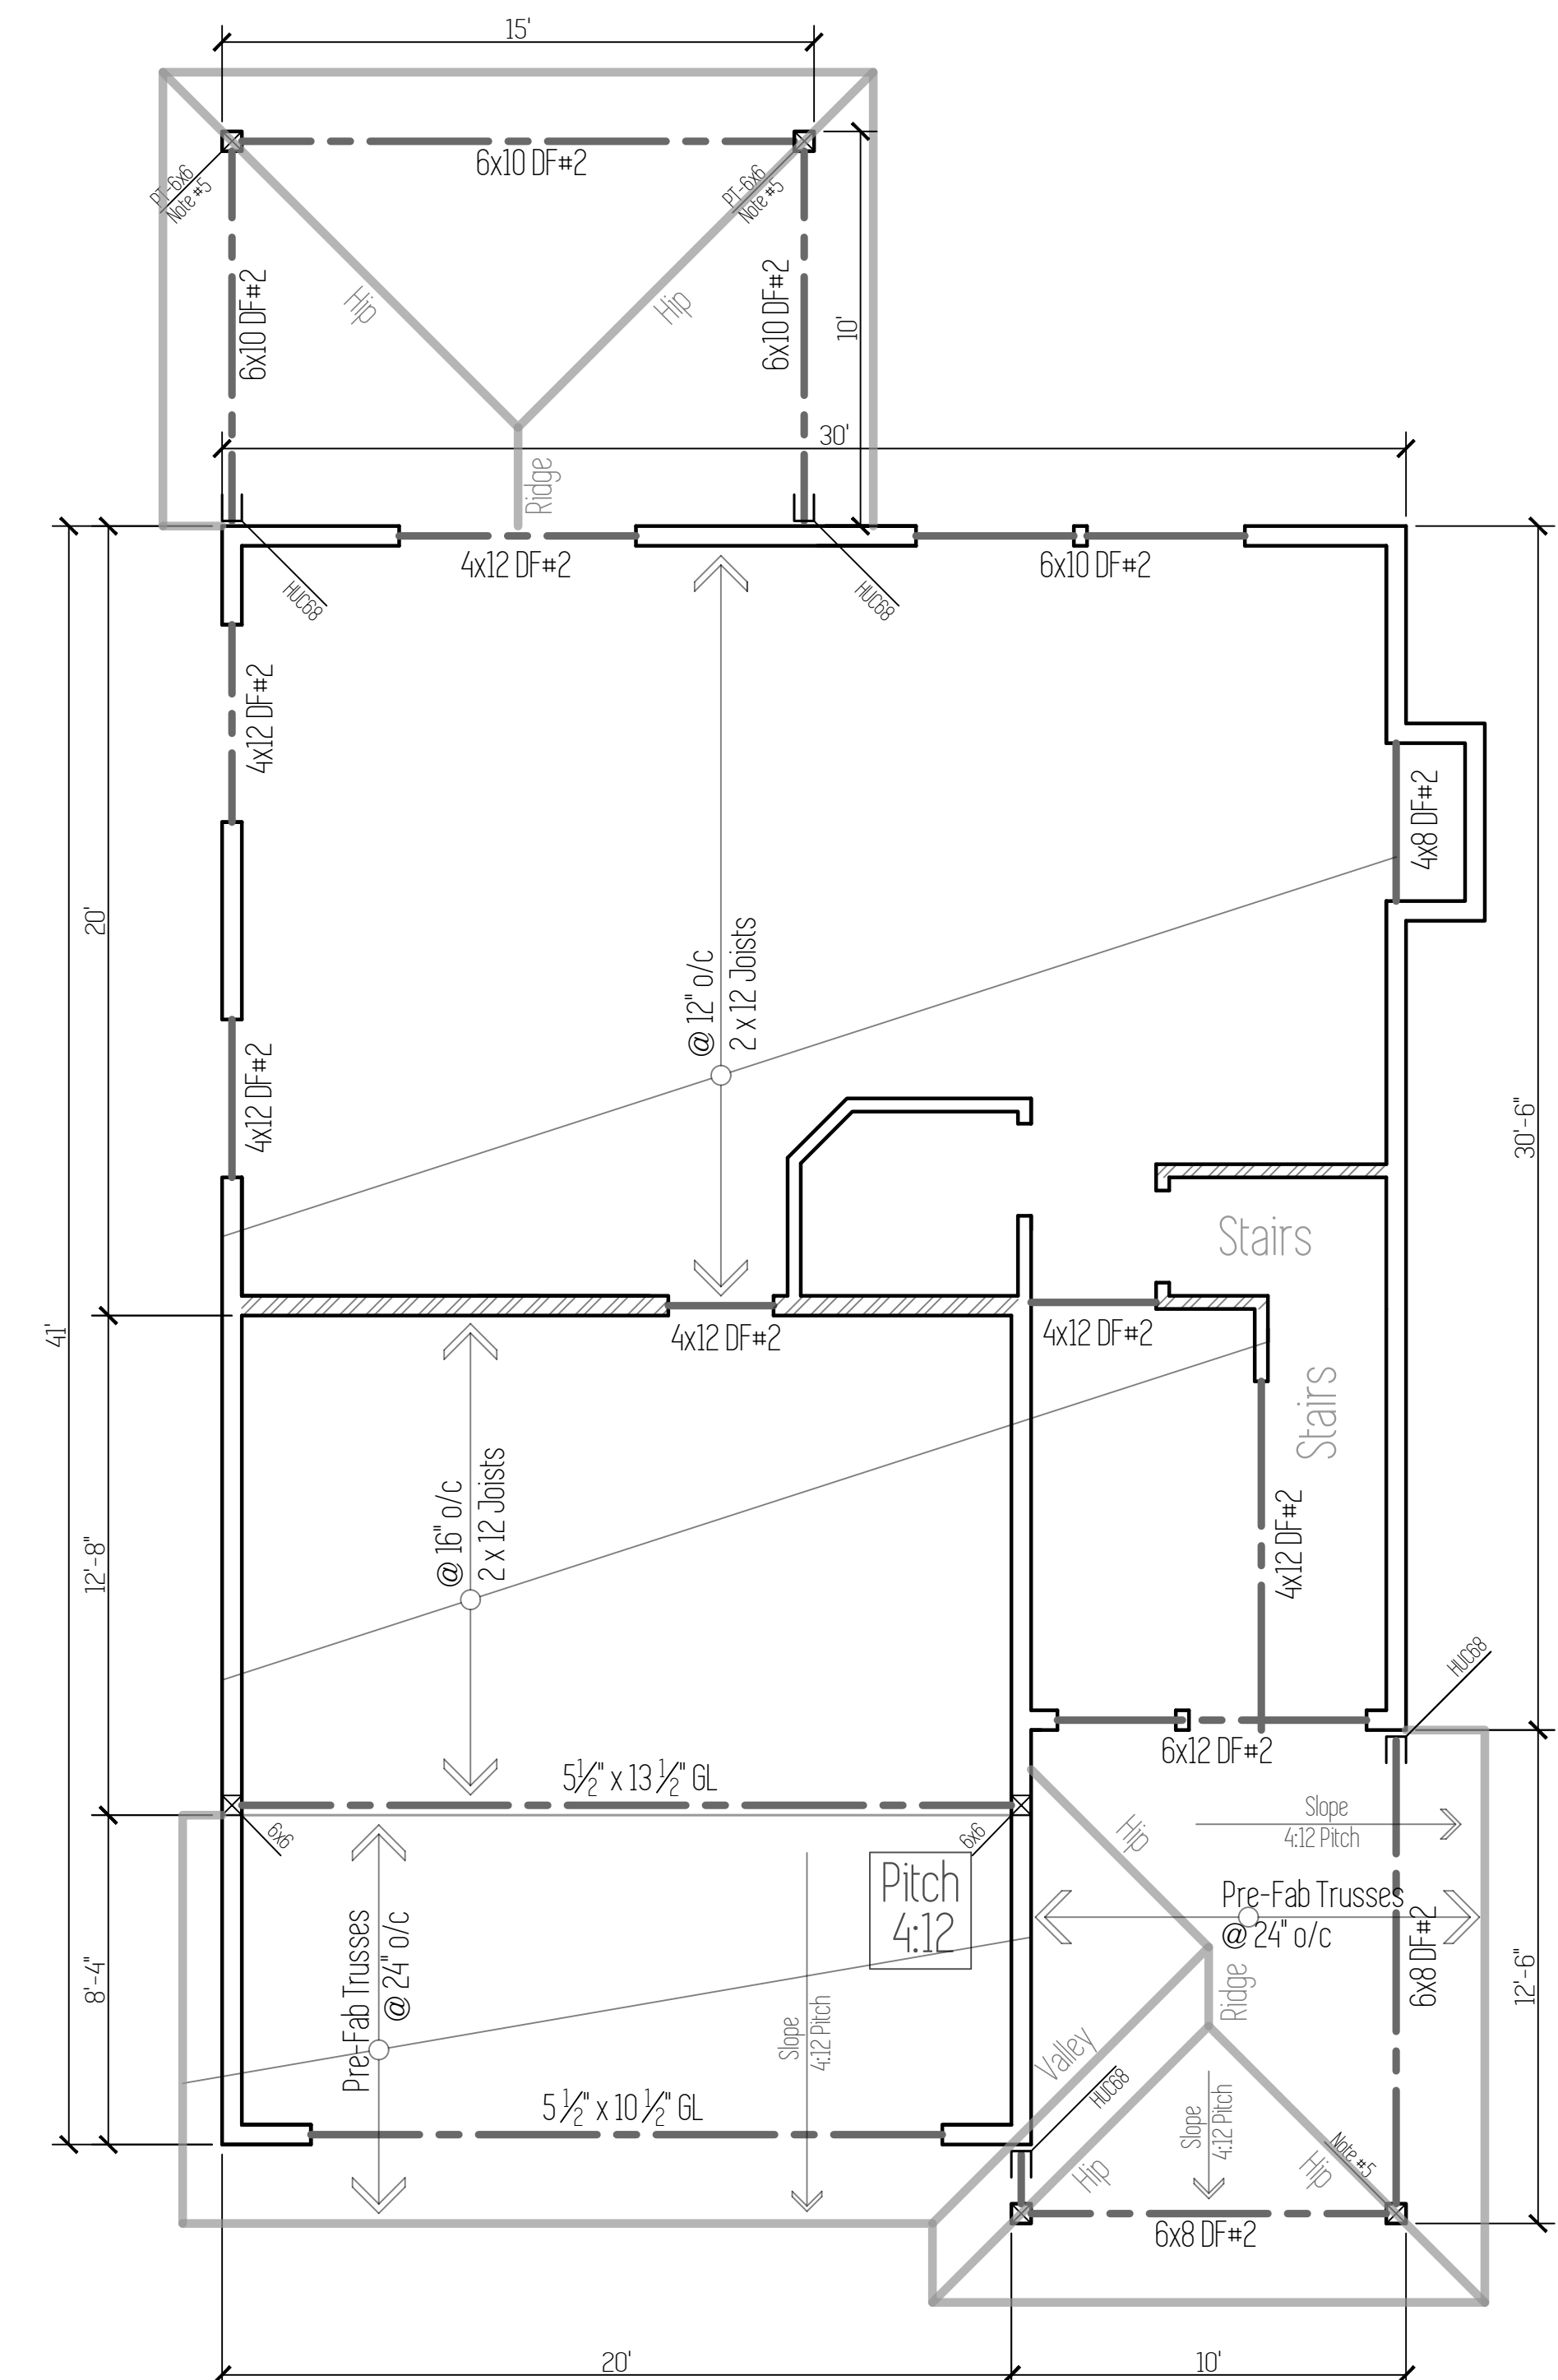 15'
6x10 DF#2
PT-6x6
Note #5
PT-6x6
Note #5
6x10 DF#2
Hip
Hip
6x10 DF#2
10'
30'
Ridge
4x12 DF#2
6x10 DF#2
HUC68
HUC68
4x12 DF#2
4x8 DF#2
20'
@ 12" o/c
2 x 12 Joists
4x12 DF#2
30'-6"
Stairs
41'
4x12 DF#2
4x12 DF#2
Stairs
@ 16" o/c
2 x 12 Joists
12'-8"
4x12 DF#2
HUC68
6x12 DF#2
5 1/2" x 13 1/2" GL
6x6
6x6
Hip
Slope
4:12 Pitch
Pitch
4:12
Pre-Fab Trusses
@ 24" o/c
6x8 DF#2
8'-4"
Pre-Fab Trusses
@ 24" o/c
Slope
4:12 Pitch
Ridge
12'-6"
Valley
HUC68
5 1/2" x 10 1/2" GL
Slope
4:12 Pitch
Hip
Hip
Note #5
6x8 DF#2
20'
10'